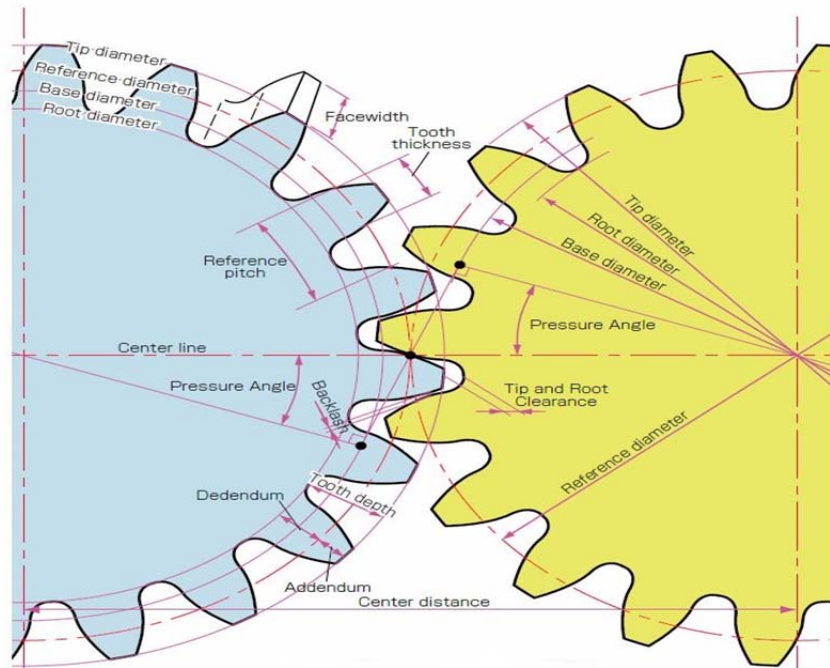 Tip diameter
Reference diameter
Base diameter
Root diameter
Facewidth
Tooth
thickness
Reference
pitch
Tip diameter
Root diameter
Base diameter
Pressure Angle
Center line
Pressure Angle
Backlash
Tip and Root
Clearance
Reference diameter
Tooth depth
Dedendum
Addendum
Center distance